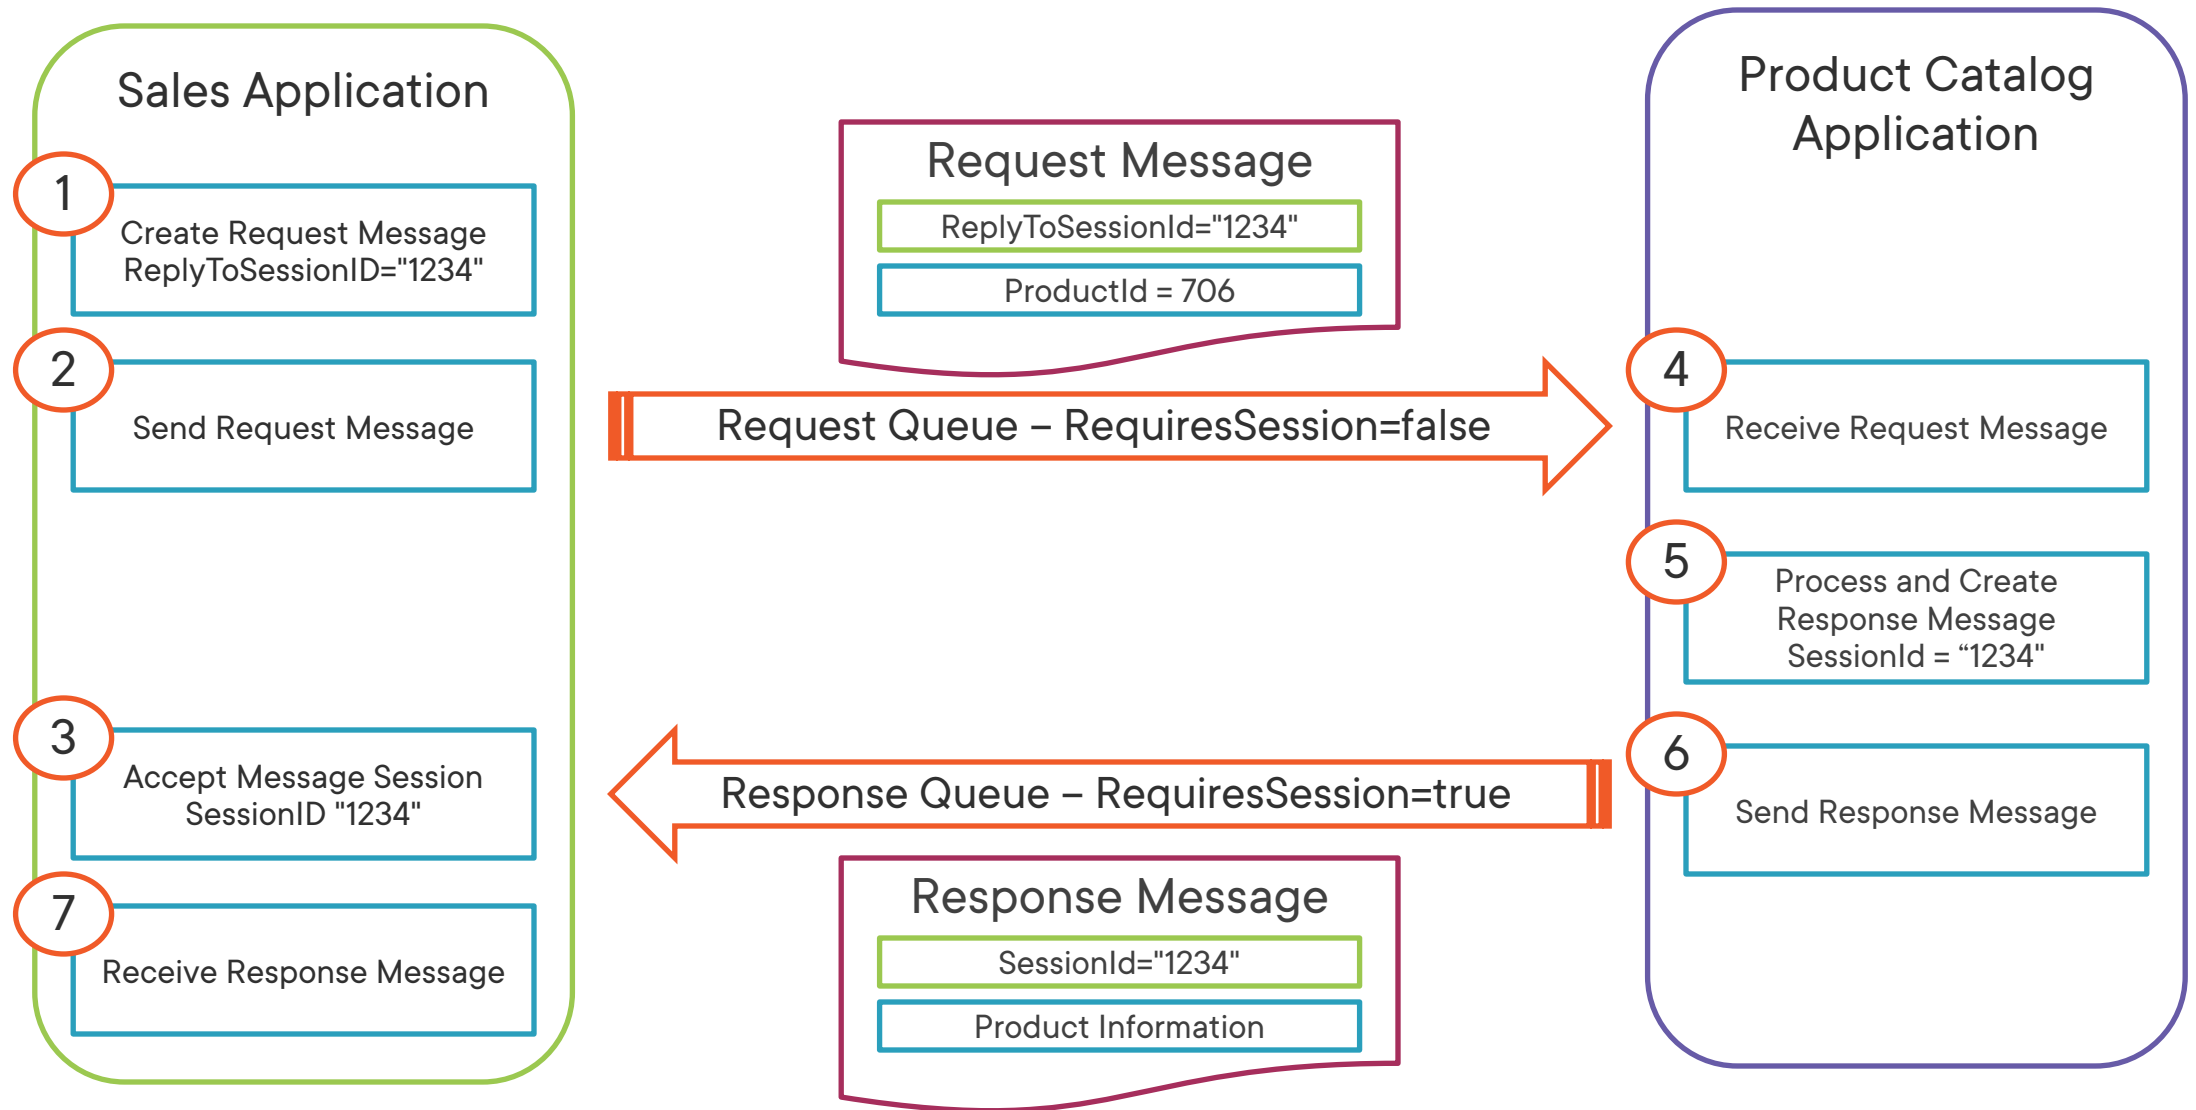 Sales Application
1
Create Request Message
ReplyToSessionID="1234"
2
Send Request Message
3
Accept Message Session
SessionID "1234"
7
Receive Response Message
Request Message
ReplyToSessionId="1234"
ProductId = 706
Request Queue – RequiresSession=false
Response Queue – RequiresSession=true
Response Message
SessionId="1234"
Product Information
Product Catalog
Application
4
Receive Request Message
5
Process and Create
Response Message
SessionId = “1234"
6
Send Response Message